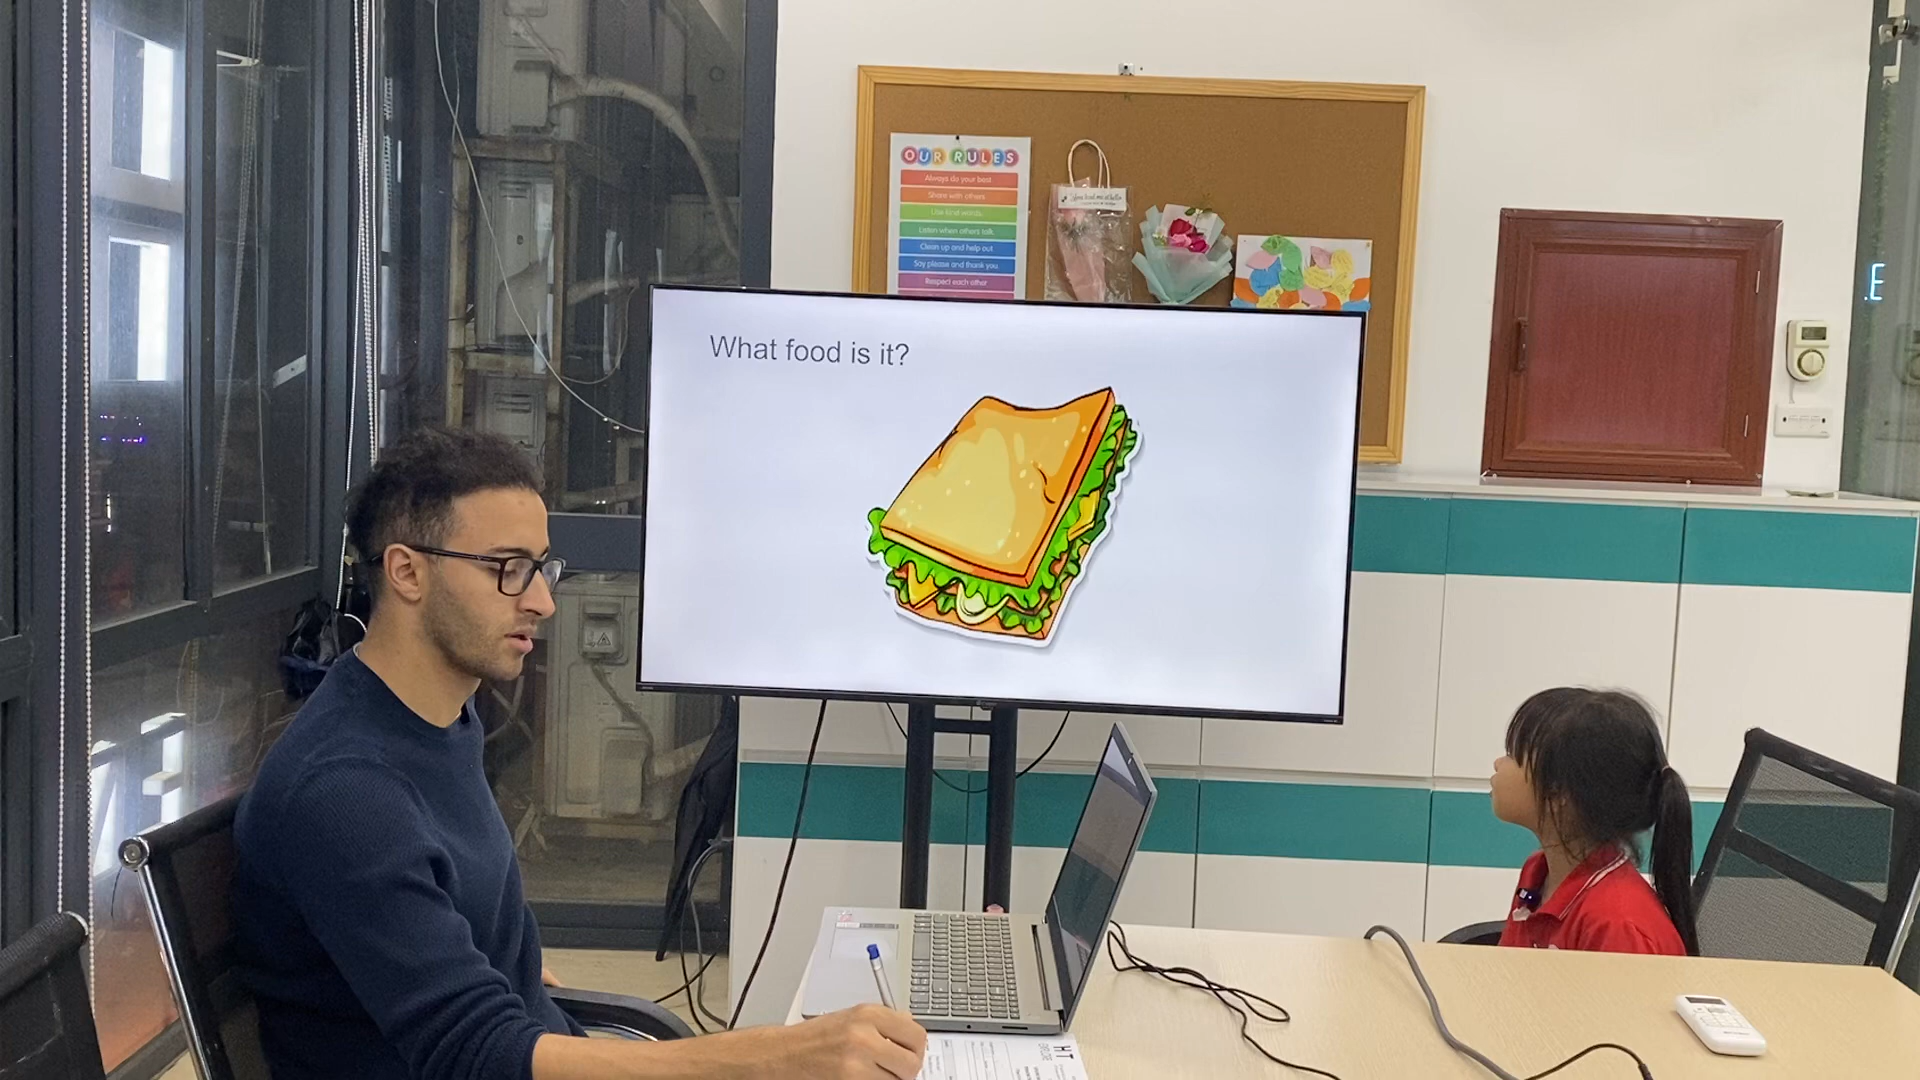 OUR RULES
Always do your best
Share with others
Use kind words.
Listen when others talk.
Clean up and help out
Say please and thank you
Respect each other
What food is it?
.E